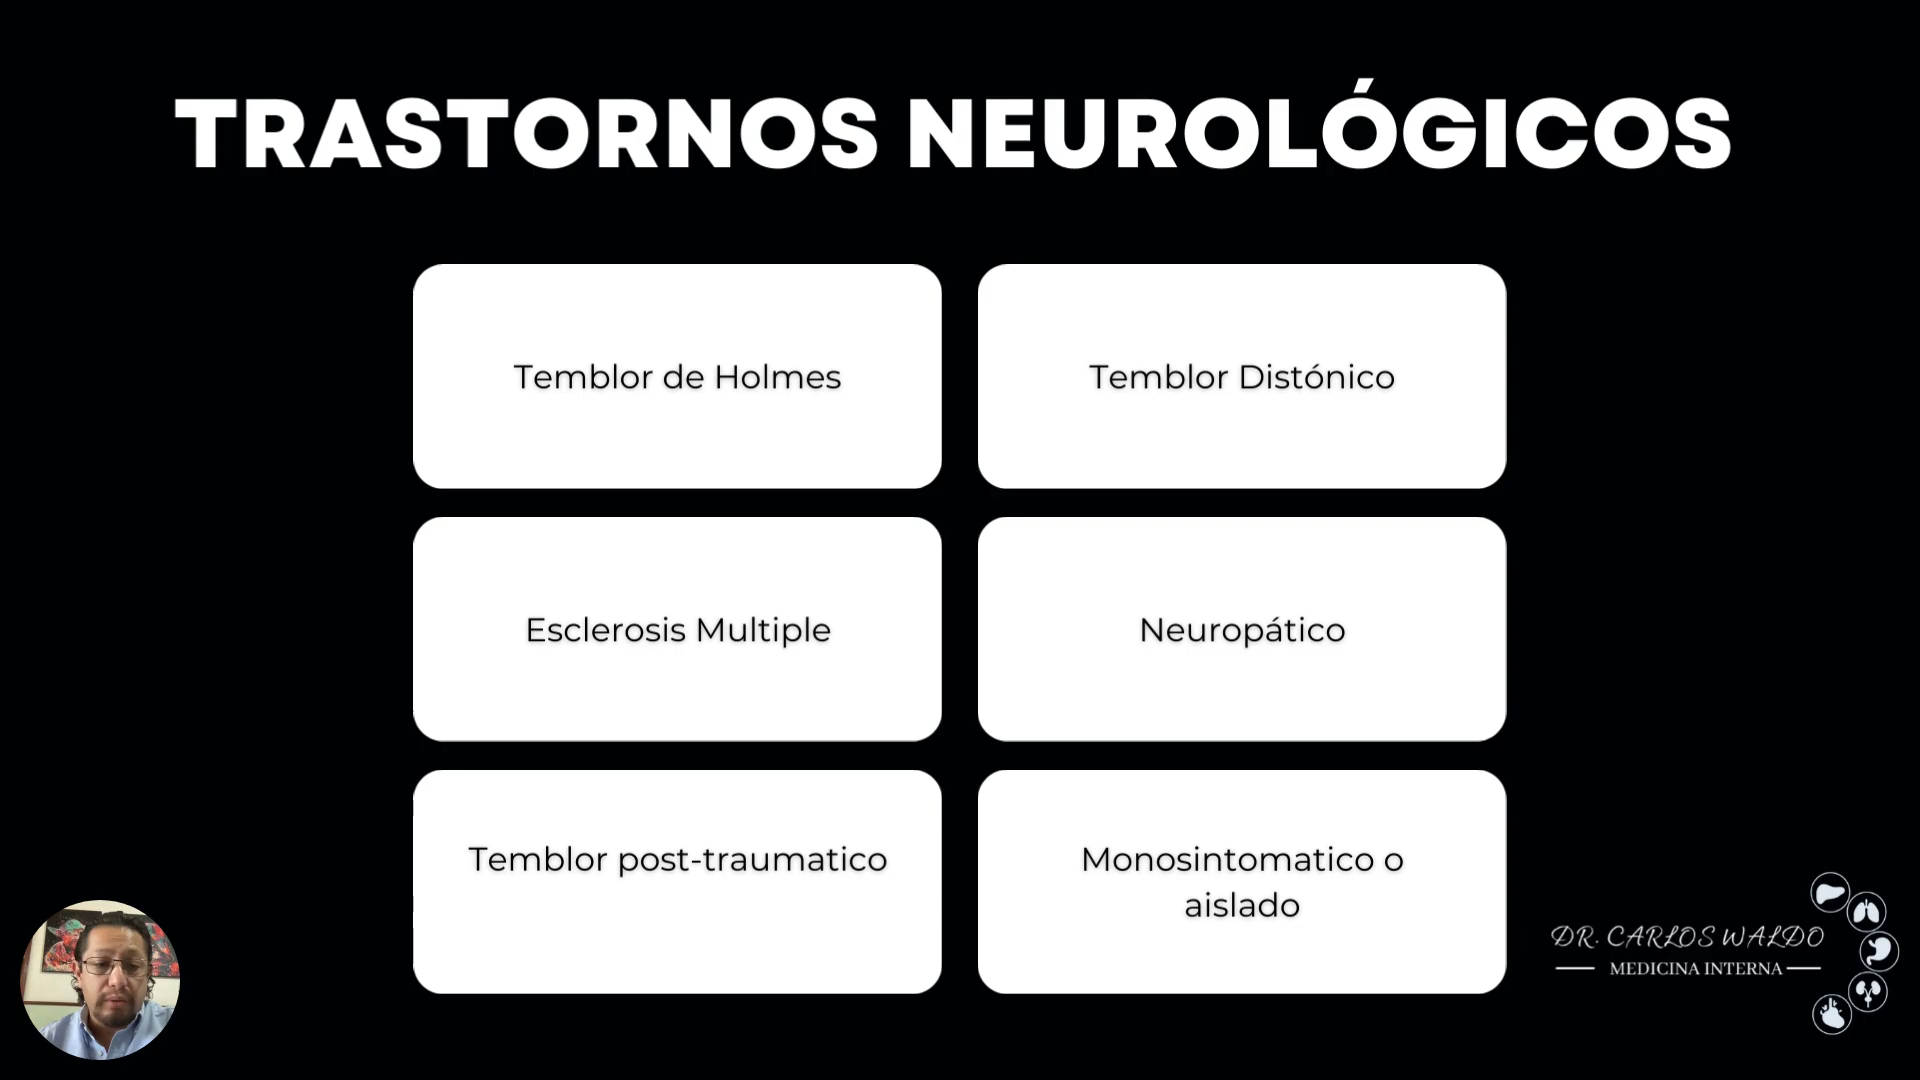 TRASTORNOS NEUROLÓGICOS
Temblor de Holmes
Temblor Distónico
Esclerosis Multiple
Neuropático
Temblor post-traumatico
Monosintomatico o
aislado
DR. CARLOS WALDO
MEDICINA INTERNA